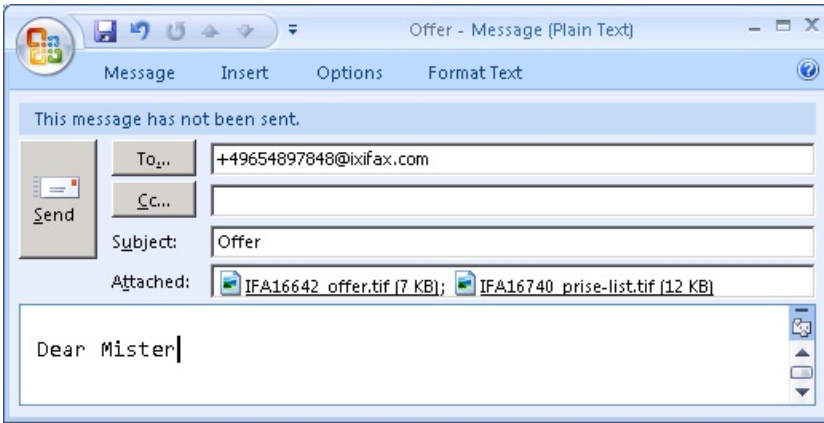 Offer - Message (Plain Text)
Message Insert Options Format Text
This message has not been sent.
To... +49654897848@ixifax.com
Cc...
Send
Subject: Offer
Attached: IFA16642_offer.tif (7 KB); IFA16740_prise-list.tif (12 KB)
Dear Mister